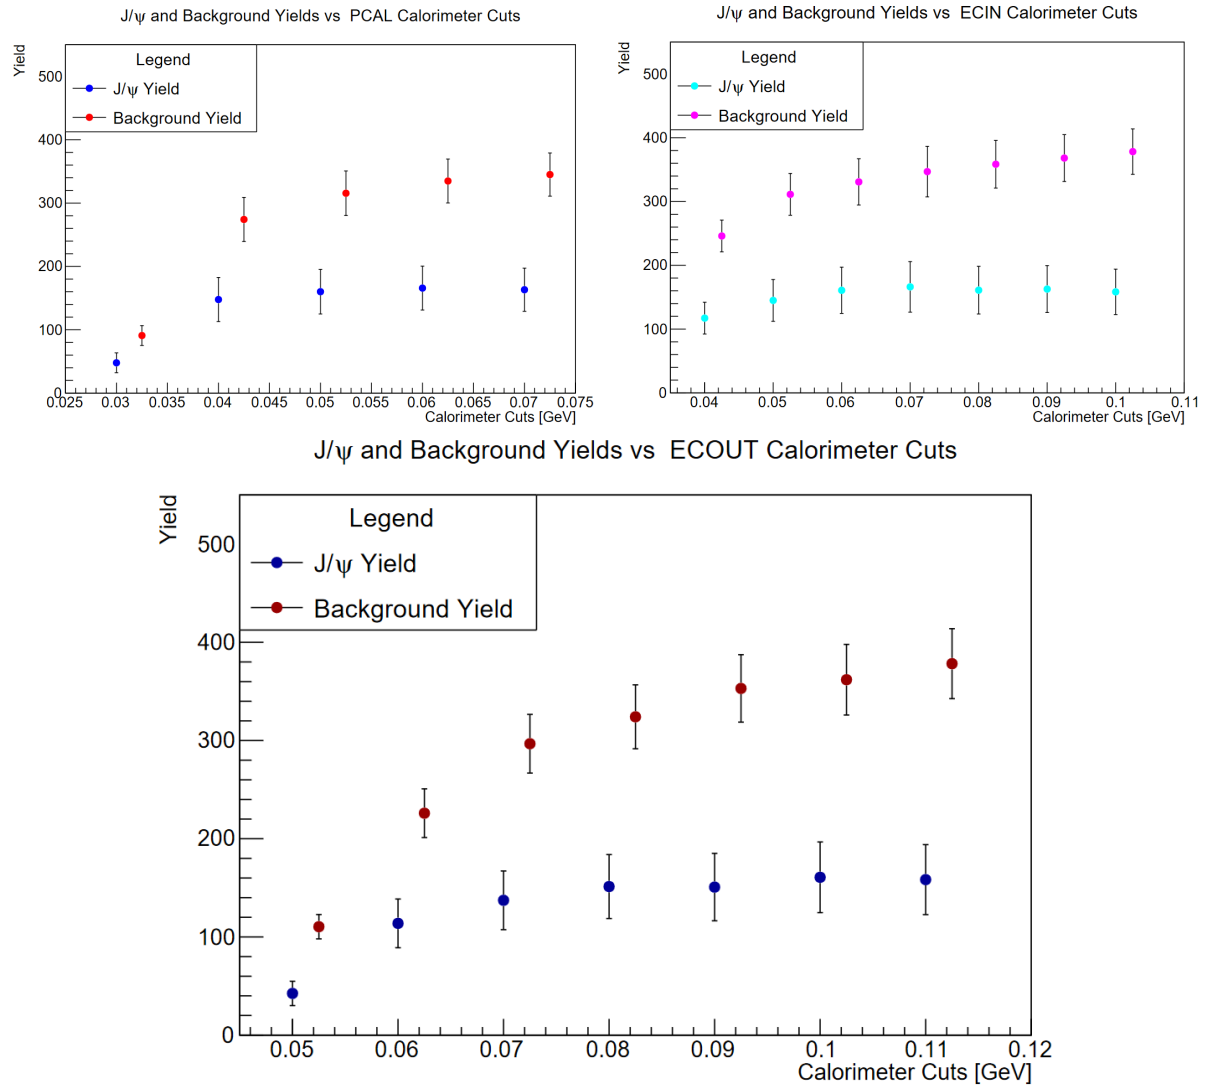 J/ψ and Background Yields vs  PCAL Calorimeter Cuts
Yield
Legend
J/ψ Yield
Background Yield
500
400
300
200
100
0
0.025 0.03 0.035 0.04 0.045 0.05 0.055 0.06 0.065 0.07 0.075
Calorimeter Cuts [GeV]
J/ψ and Background Yields vs  ECIN Calorimeter Cuts
Yield
Legend
J/ψ Yield
Background Yield
500
400
300
200
100
0
0.04 0.05 0.06 0.07 0.08 0.09 0.1 0.11
Calorimeter Cuts [GeV]
J/ψ and Background Yields vs  ECOUT Calorimeter Cuts
Yield
Legend
J/ψ Yield
Background Yield
500
400
300
200
100
0
0.05 0.06 0.07 0.08 0.09 0.1 0.11 0.12
Calorimeter Cuts [GeV]